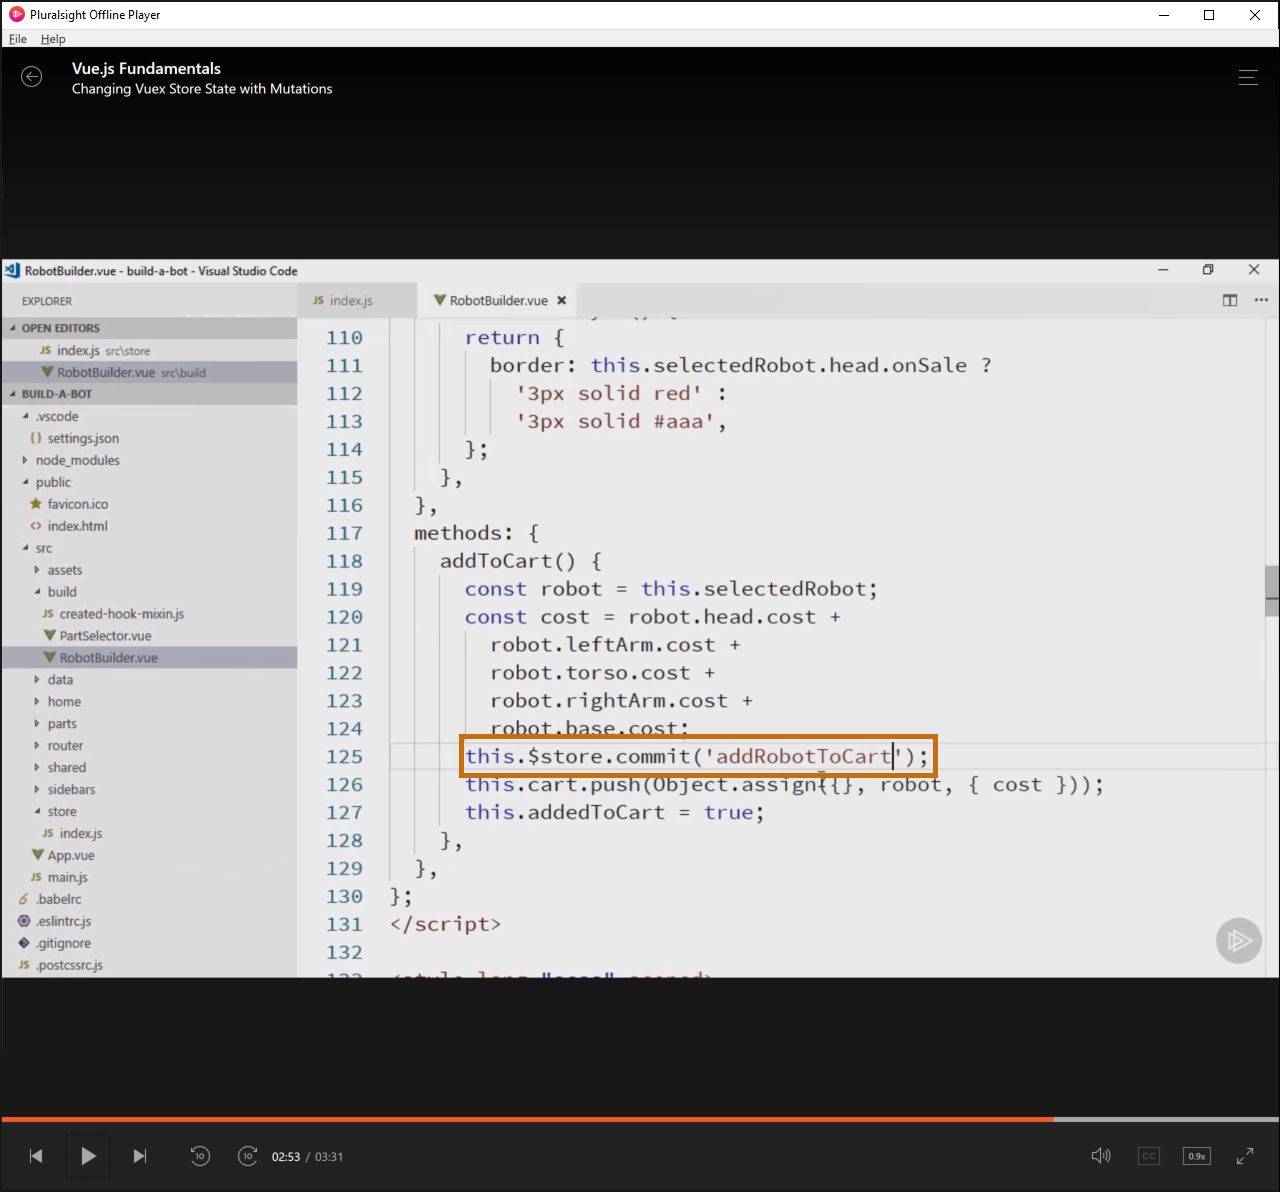 Pluralsight Offline Player
File Help
Vue.js Fundamentals
Changing Vuex Store State with Mutations
RobotBuilder.vue - build-a-bot - Visual Studio Code
EXPLORER
OPEN EDITORS
JS index.js src\store
RobotBuilder.vue src\build
BUILD-A-BOT
.vscode
{} settings.json
node_modules
public
favicon.ico
<> index.html
src
assets
build
JS created-hook-mixin.js
PartSelector.vue
RobotBuilder.vue
data
home
parts
router
shared
sidebars
store
JS index.js
App.vue
JS main.js
.babelrc
.eslintrc.js
.gitignore
JS .postcssrc.js
JS index.js
RobotBuilder.vue
110 return {
111 border: this.selectedRobot.head.onSale ?
112 '3px solid red' :
113 '3px solid #aaa',
114 };
115 },
116 },
117 methods: {
118 addToCart() {
119 const robot = this.selectedRobot;
120 const cost = robot.head.cost +
121 robot.leftArm.cost +
122 robot.torso.cost +
123 robot.rightArm.cost +
124 robot.base.cost;
125 this.$store.commit('addRobotToCart');
126 this.cart.push(Object.assign({}, robot, { cost }));
127 this.addedToCart = true;
128 },
129 },
130 };
131 </script>
132
10
10
02:53 / 03:31
CC
0.9x